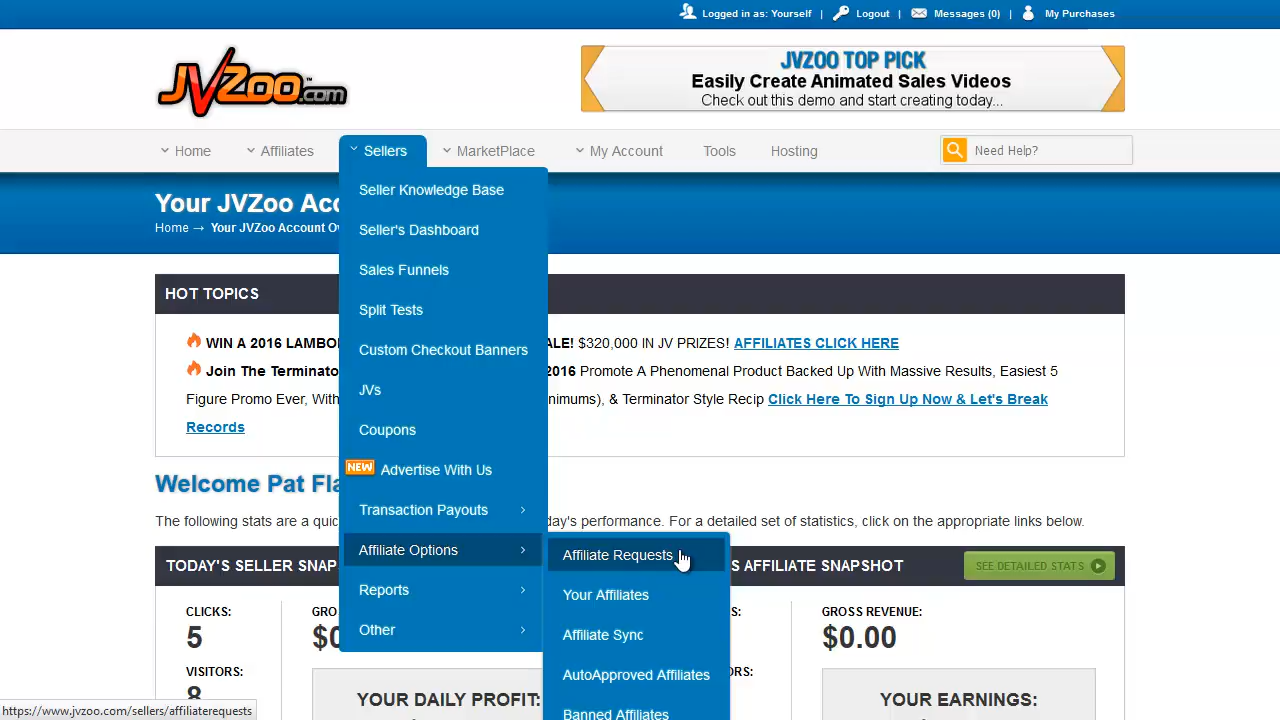 Logged in as: Yourself | Logout | Messages (0) | My Purchases
JVZoo.com™
JVZOO TOP PICK
Easily Create Animated Sales Videos
Check out this demo and start creating today...
Home Affiliates Sellers MarketPlace My Account Tools Hosting Need Help?
Your JVZoo Acc
Home → Your JVZoo Account Ov
Seller Knowledge Base
Seller's Dashboard
Sales Funnels
Split Tests
Custom Checkout Banners
JVs
Coupons
NEW Advertise With Us
Transaction Payouts
Affiliate Options
Reports
Other
Affiliate Requests
Your Affiliates
Affiliate Sync
AutoApproved Affiliates
Banned Affiliates
HOT TOPICS
WIN A 2016 LAMBO ALE! $320,000 IN JV PRIZES! AFFILIATES CLICK HERE
Join The Terminato 2016 Promote A Phenomenal Product Backed Up With Massive Results, Easiest 5
Figure Promo Ever, With nimums), & Terminator Style Recip Click Here To Sign Up Now & Let's Break
Records
Welcome Pat Fla
The following stats are a quic day's performance. For a detailed set of statistics, click on the appropriate links below.
TODAY'S SELLER SNA S AFFILIATE SNAPSHOT SEE DETAILED STATS
CLICKS: GRO S: GROSS REVENUE:
5 $0 $0.00
VISITORS: ORS:
8 YOUR DAILY PROFIT: YOUR EARNINGS:
https://www.jvzoo.com/sellers/affiliaterequests